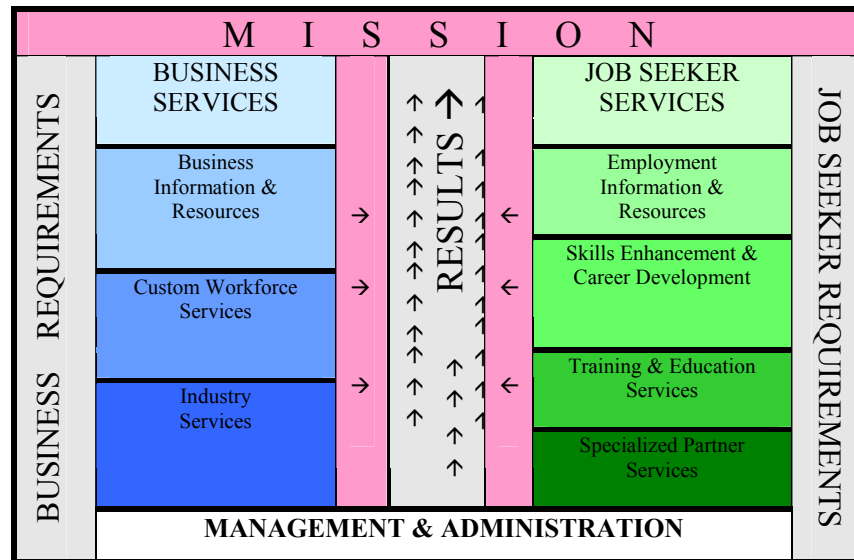 M I S S I O N
BUSINESS REQUIREMENTS
BUSINESS
SERVICES
Business
Information &
Resources
Custom Workforce
Services
Industry
Services
RESULTS
JOB SEEKER
SERVICES
Employment
Information &
Resources
Skills Enhancement &
Career Development
Training & Education
Services
Specialized Partner
Services
JOB SEEKER REQUIREMENTS
MANAGEMENT & ADMINISTRATION